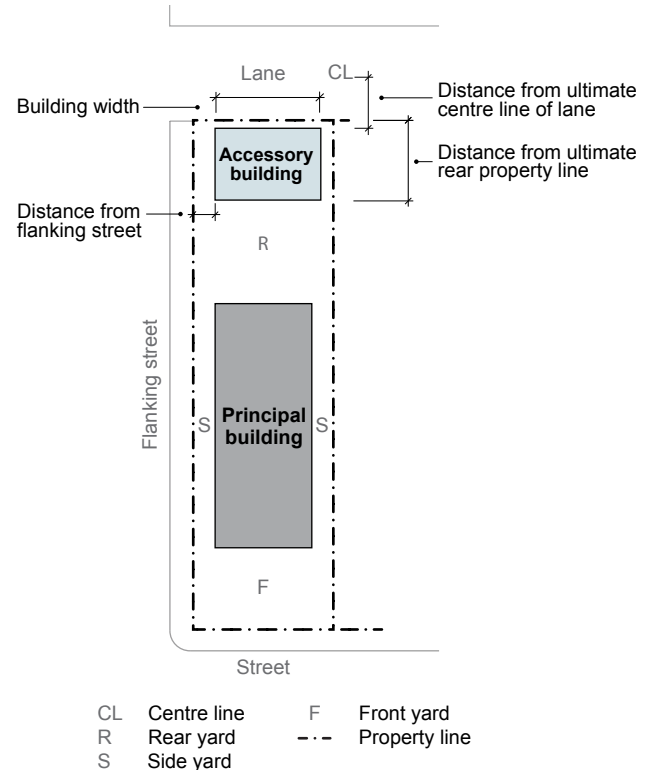 Lane
CL
Building width
Distance from ultimate
centre line of lane
Accessory
building
Distance from ultimate
rear property line
Distance from
flanking street
R
Flanking street
S
Principal
building
S
F
Street
CL Centre line
F Front yard
R Rear yard
Property line
S Side yard